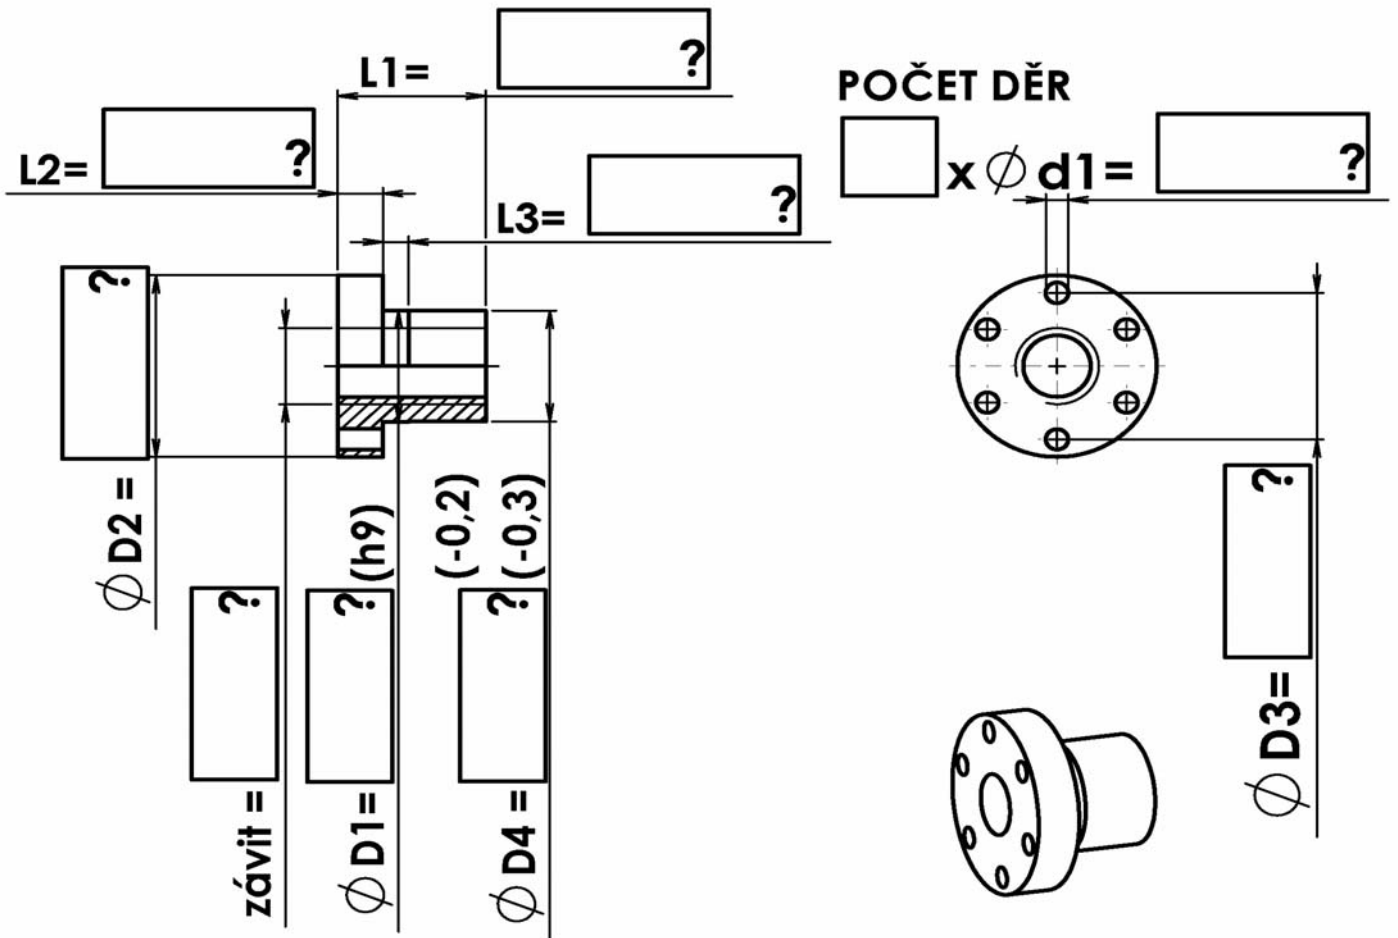 L1=
?
POČET DĚR
L2=
?
x ∅ d1=
?
L3=
?
?
∅ D2 =
?
závit =
(h9)
?
∅ D1=
(-0,2)
(-0,3)
?
∅ D4 =
?
∅ D3=